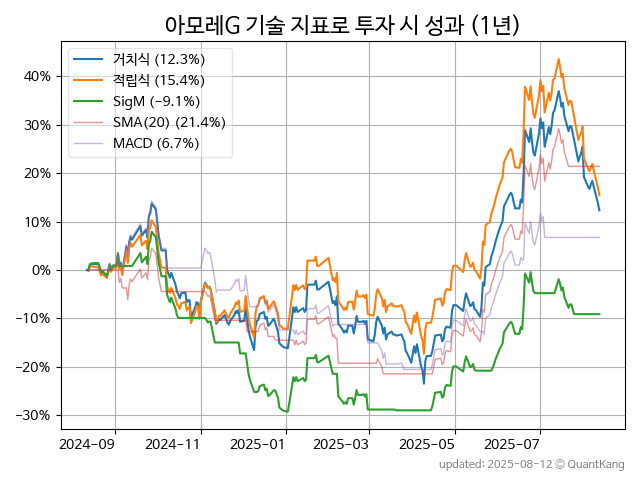 아모레G 기술 지표로 투자 시 성과 (1년)
거치식 (12.3%)
적립식 (15.4%)
SigM (-9.1%)
SMA(20) (21.4%)
MACD (6.7%)
40%
30%
20%
10%
0%
-10%
-20%
-30%
2024-09 2024-11 2025-01 2025-03 2025-05 2025-07
updated: 2025-08-12 © QuantKang